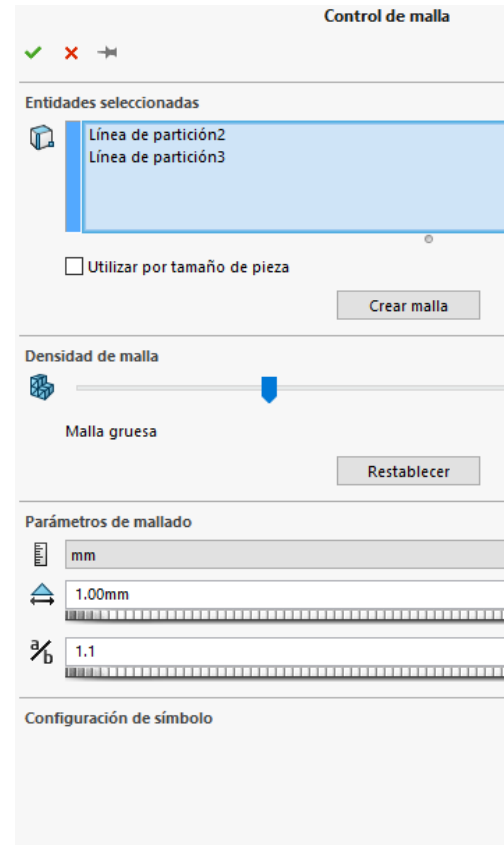 Control de malla
Entidades seleccionadas
Línea de partición2
Línea de partición3
Utilizar por tamaño de pieza
Crear malla
Densidad de malla
Malla gruesa
Restablecer
Parámetros de mallado
mm
1.00mm
a/b
1.1
Configuración de símbolo